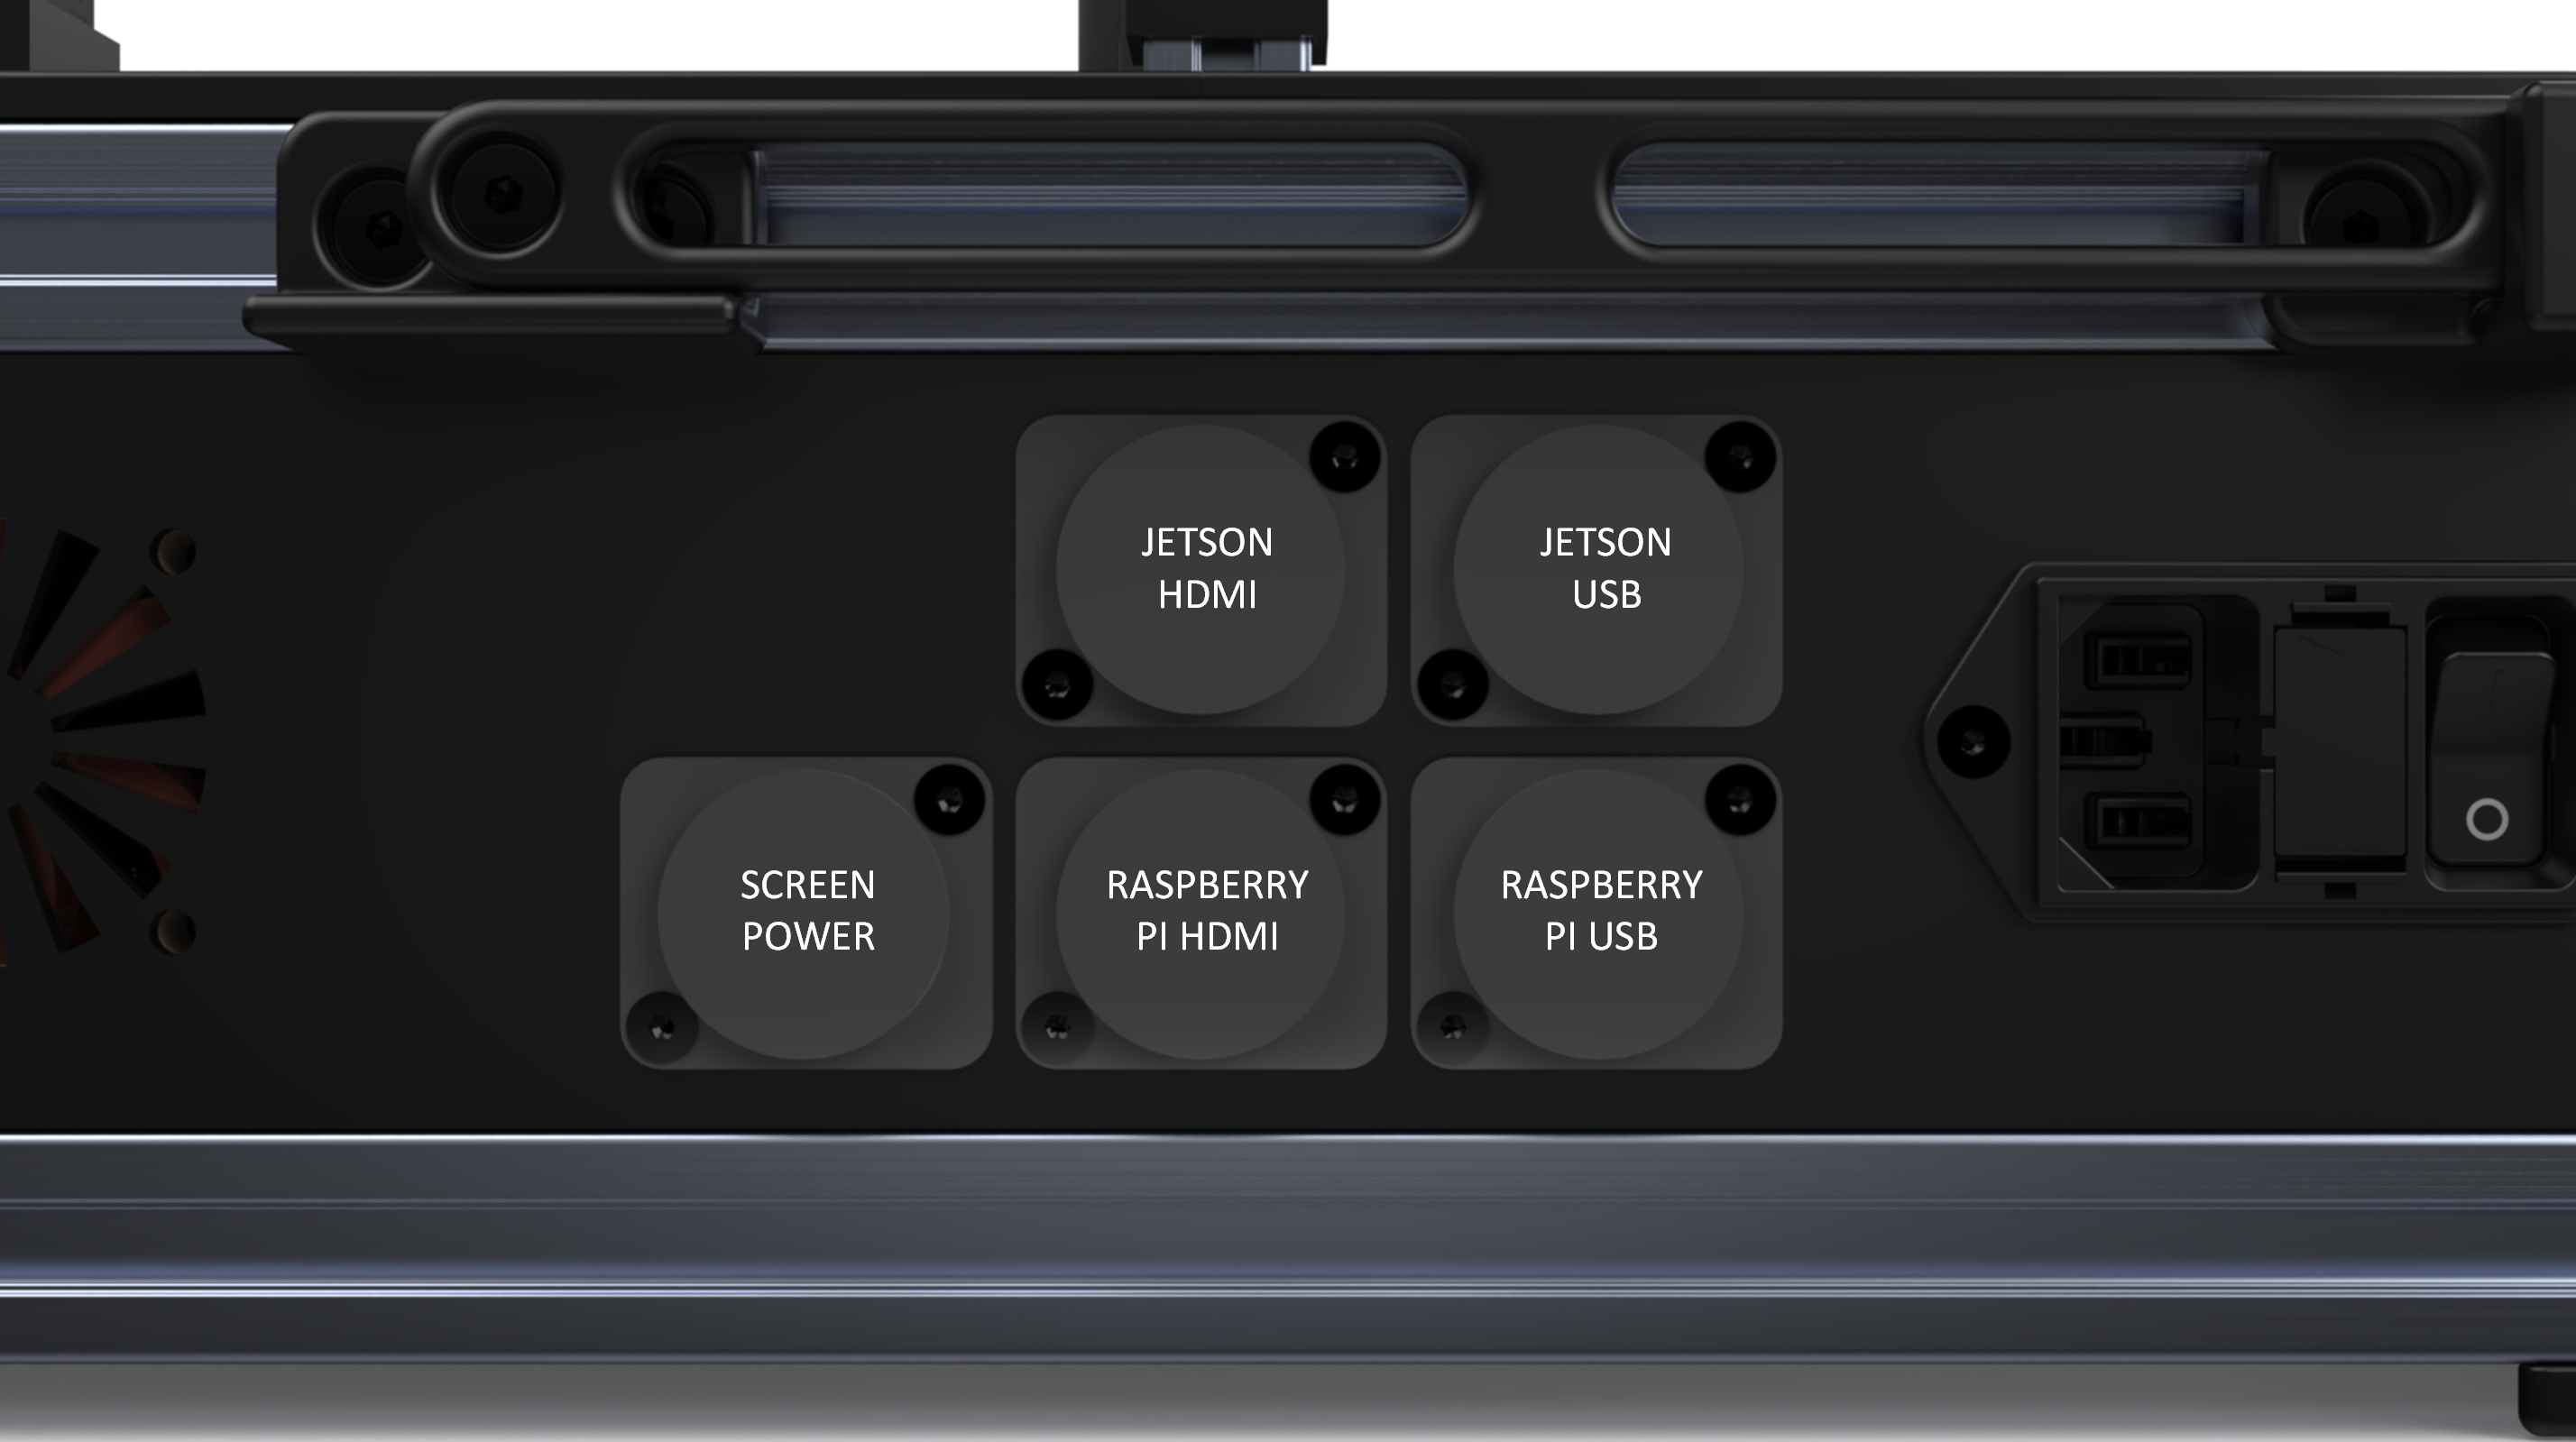 JETSON
HDMI
JETSON
USB
SCREEN
POWER
RASPBERRY
PI HDMI
RASPBERRY
PI USB